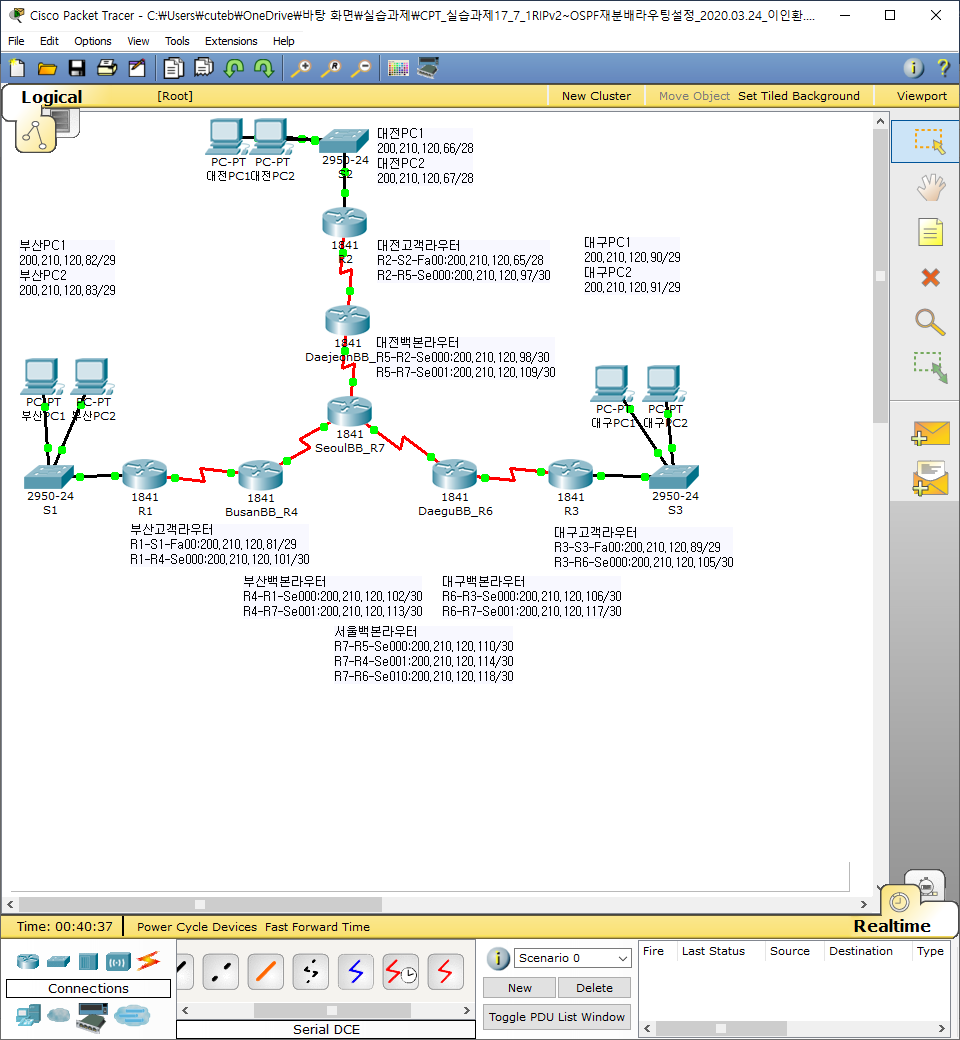 Cisco Packet Tracer - C:₩Users₩cuteb₩OneDrive₩바탕 화면₩실습과제₩CPT_실습과제17_7_1RIPv2~OSPF재분배라우팅설정_2020.03.24_이인환....
File Edit Options View Tools Extensions Help
Logical [Root] New Cluster Move Object Set Tiled Background Viewport
대전PC1
200.210.120.66/28
대전PC2
200.210.120.67/28
PC-PT
대전PC1
PC-PT
대전PC2
2950-24
S2
1841
R2
대전고객라우터
R2-S2-Fa00:200.210.120.65/28
R2-R5-Se000:200.210.120.97/30
부산PC1
200.210.120.82/29
부산PC2
200.210.120.83/29
대구PC1
200.210.120.90/29
대구PC2
200.210.120.91/29
1841
DaejeonBB_
대전백본라우터
R5-R2-Se000:200.210.120.98/30
R5-R7-Se001:200.210.120.109/30
PC-PT
부산PC1
PC-PT
부산PC2
1841
SeoulBB_R7
PC-PT
대구PC1
PC-PT
대구PC2
2950-24
S1
1841
R1
1841
BusanBB_R4
1841
DaeguBB_R6
1841
R3
2950-24
S3
부산고객라우터
R1-S1-Fa00:200.210.120.81/29
R1-R4-Se000:200.210.120.101/30
대구고객라우터
R3-S3-Fa00:200.210.120.89/29
R3-R6-Se000:200.210.120.105/30
부산백본라우터
R4-R1-Se000:200.210.120.102/30
R4-R7-Se001:200.210.120.113/30
대구백본라우터
R6-R3-Se000:200.210.120.106/30
R6-R7-Se001:200.210.120.117/30
서울백본라우터
R7-R5-Se000:200.210.120.110/30
R7-R4-Se001:200.210.120.114/30
R7-R6-Se010:200.210.120.118/30
Time: 00:40:37 Power Cycle Devices Fast Forward Time Realtime
Connections
Serial DCE
Scenario 0
New Delete
Toggle PDU List Window
Fire Last Status Source Destination Type